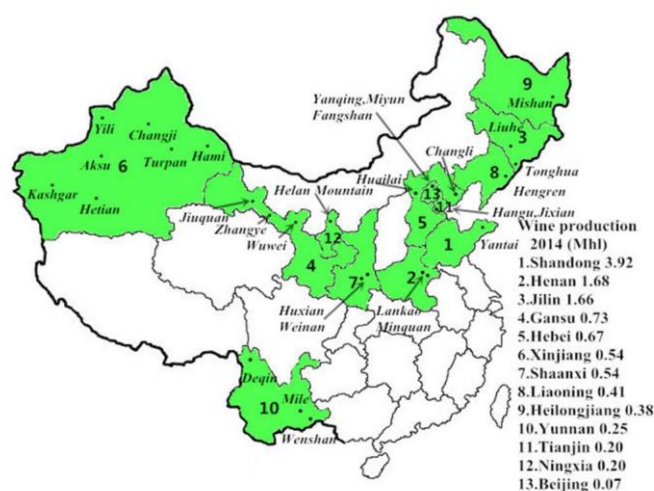 9
Mishan
Yanqing,Miyun
Fangshan
Liuhe
3
Changli
Yili
Changji
Aksu
6
Turpan
Hami
Kashgar
Hetian
Huailai
13
8
Tonghua
Hengren
Helan Mountain
Jiuquan
Zhangye
Wuwei
12
11
5
Hangu,Jixian
1
Yantai
4
7
2
Huxian
Weinan
Lankao
Minquan
Deqin
10
Mile
Wenshan
Wine production
2014 (Mhl)
1.Shandong 3.92
2.Henan 1.68
3.Jilin 1.66
4.Gansu 0.73
5.Hebei 0.67
6.Xinjiang 0.54
7.Shaanxi 0.54
8.Liaoning 0.41
9.Heilongjiang 0.38
10.Yunnan 0.25
11.Tianjin 0.20
12.Ningxia 0.20
13.Beijing 0.07